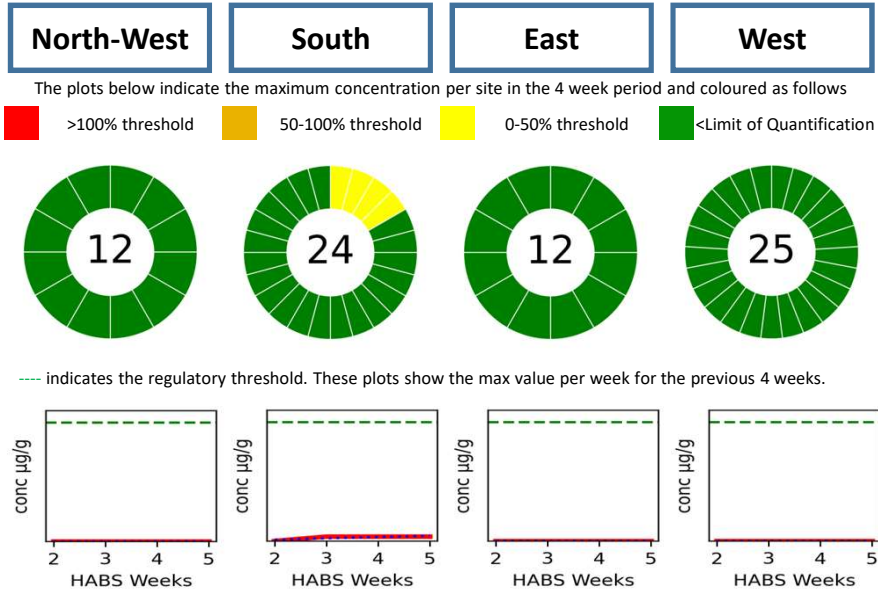 North-West South East West
The plots below indicate the maximum concentration per site in the 4 week period and coloured as follows
>100% threshold 50-100% threshold 0-50% threshold <Limit of Quantification
12 24 12 25
---- indicates the regulatory threshold. These plots show the max value per week for the previous 4 weeks.
conc µg/g conc µg/g conc µg/g conc µg/g
2 3 4 5 2 3 4 5 2 3 4 5 2 3 4 5
HABS Weeks HABS Weeks HABS Weeks HABS Weeks